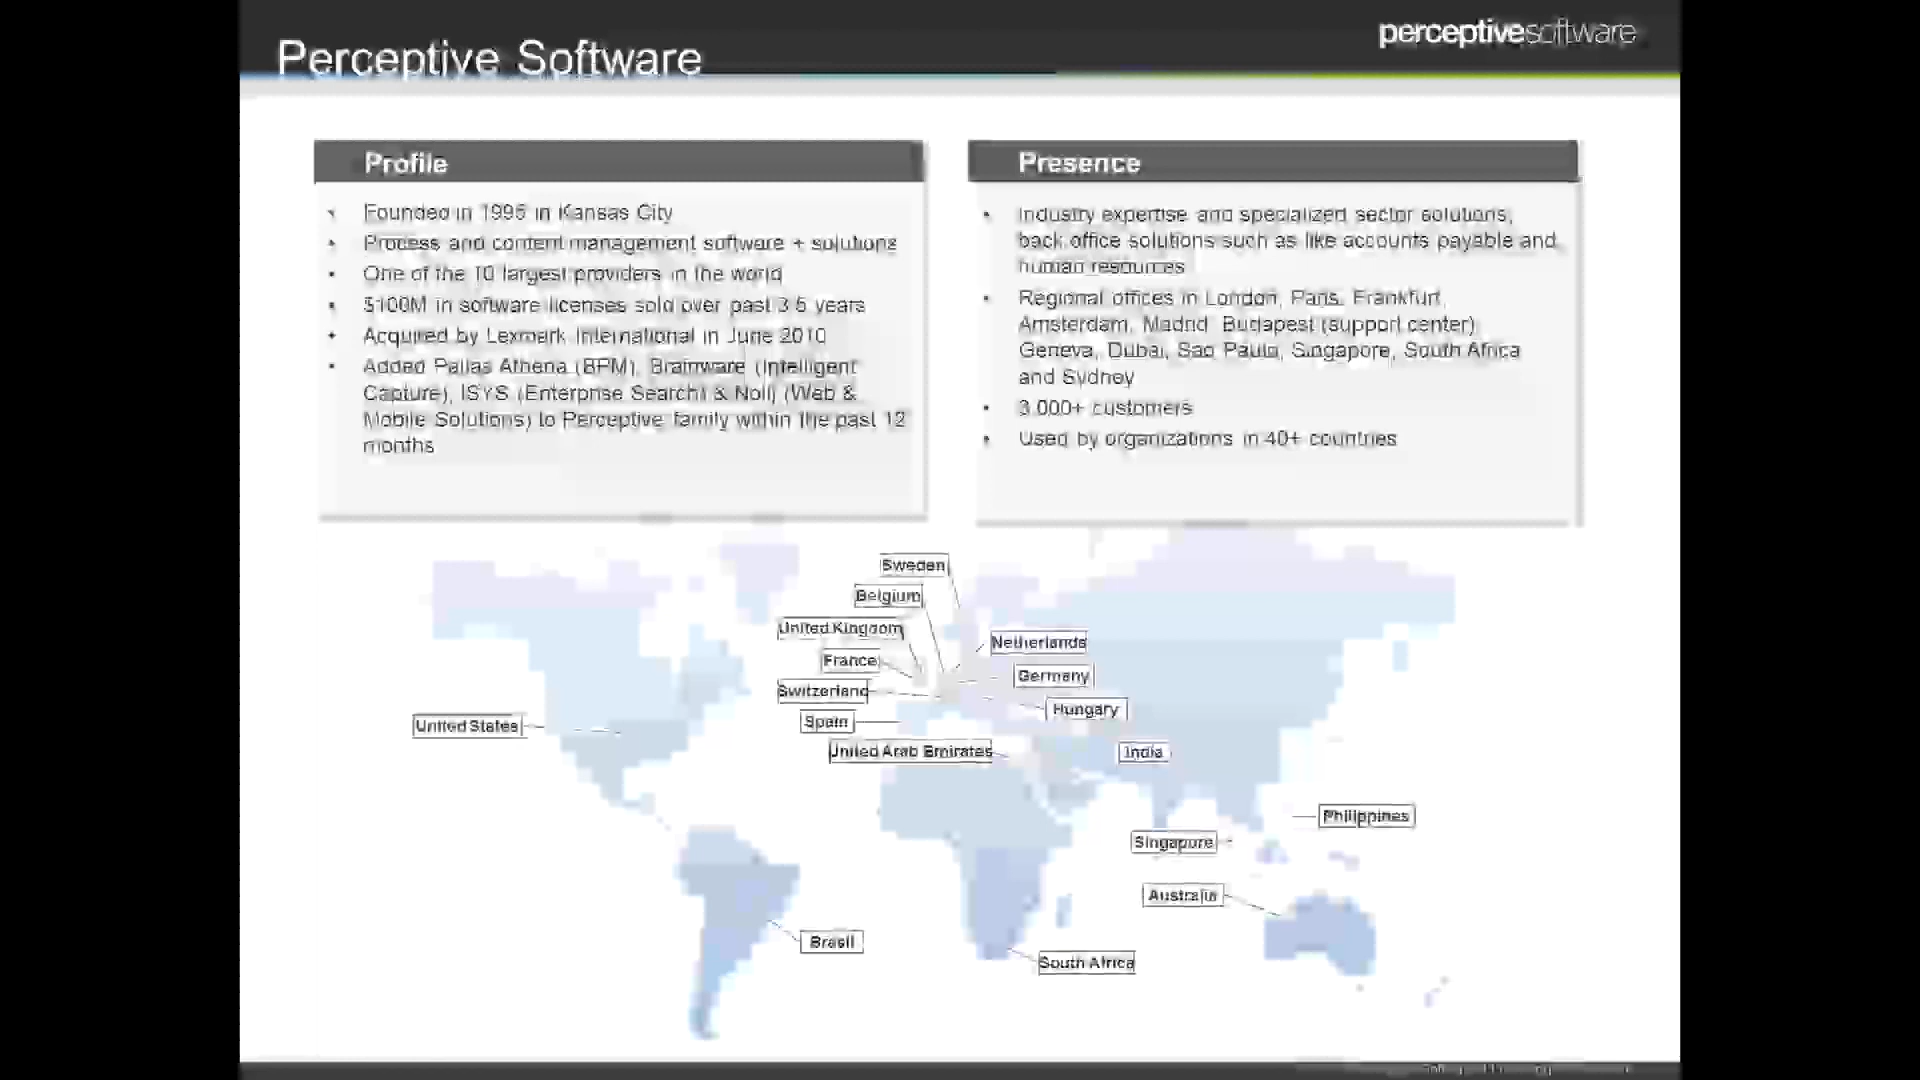 perceptivesoftware
Perceptive Software
Profile
• Founded in 1995 in Kansas City
• Process and content management software + solutions
• One of the 10 largest providers in the world
• $100M in software licenses sold over past 3.5 years
• Acquired by Lexmark International in June 2010
• Added Pallas Athena (BPM), Brainware (Intelligent
Capture), ISYS (Enterprise Search) & Nolij (Web &
Mobile Solutions) to Perceptive family within the past 12
months
Presence
• Industry expertise and specialized sector solutions,
back office solutions such as like accounts payable and
human resources
• Regional offices in London, Paris, Frankfurt,
Amsterdam, Madrid, Budapest (support center)
Geneva, Dubai, Sao Paulo, Singapore, South Africa
and Sydney
• 3,000+ customers
• Used by organizations in 40+ countries
Sweden
Belgium
United Kingdom
Netherlands
France
Germany
Switzerland
Hungary
Spain
United States
United Arab Emirates
India
Philippines
Singapore
Australia
Brasil
South Africa